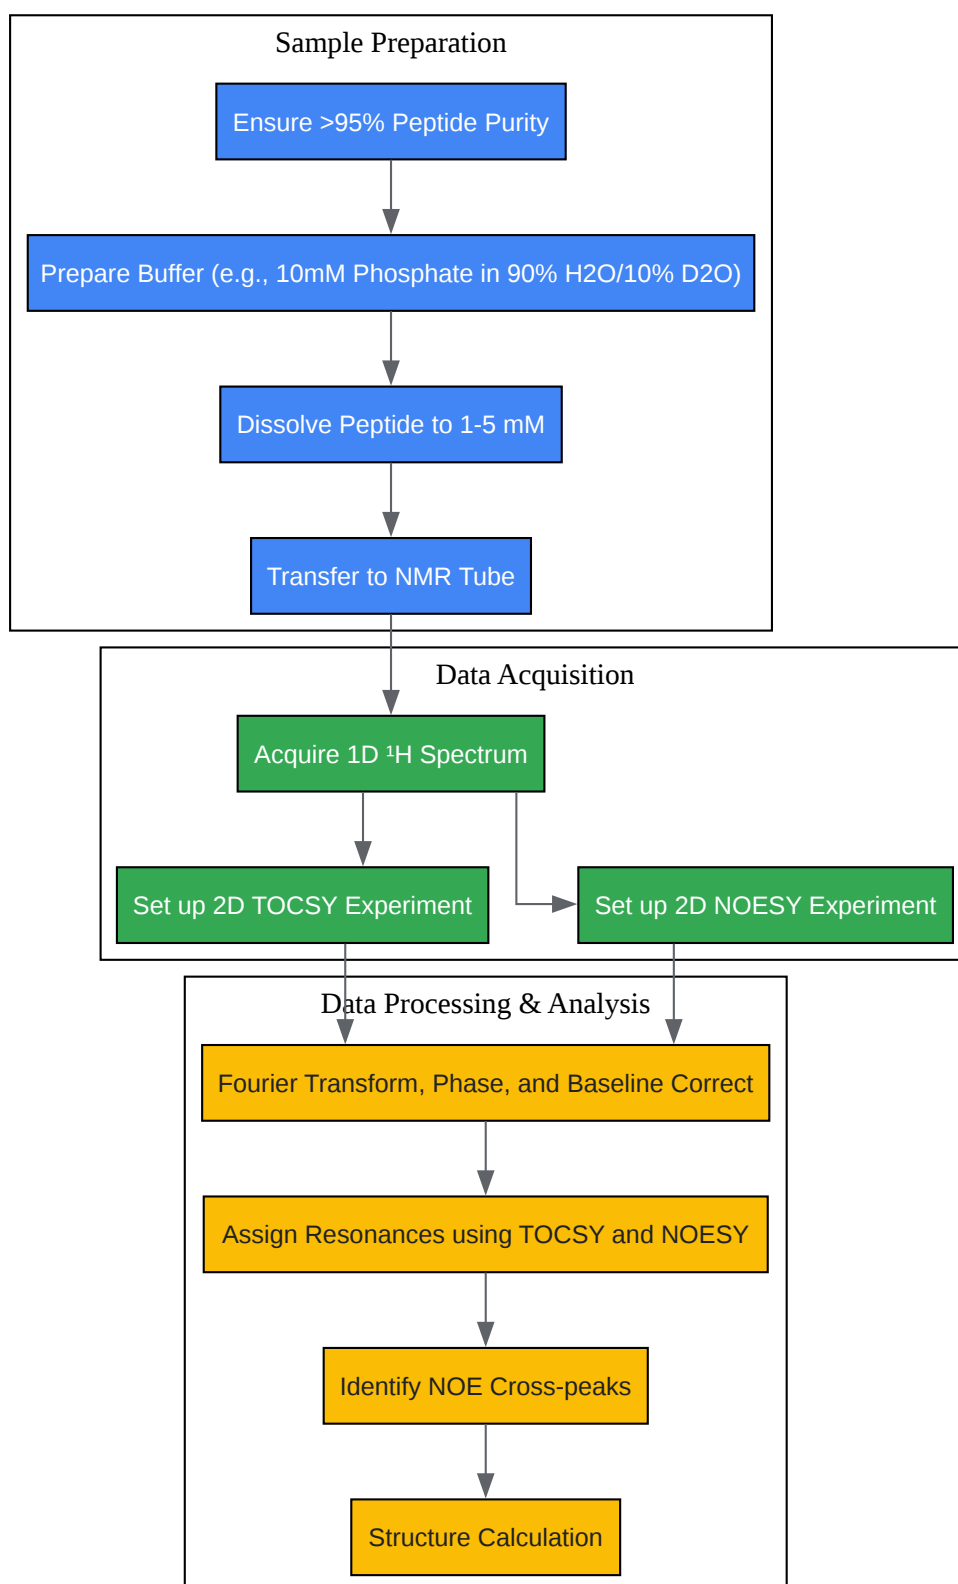 Sample Preparation
Ensure >95% Peptide Purity
Prepare Buffer (e.g., 10mM Phosphate in 90% H2O/10% D2O)
Dissolve Peptide to 1-5 mM
Transfer to NMR Tube
Data Acquisition
Acquire 1D ¹H Spectrum
Set up 2D TOCSY Experiment
Set up 2D NOESY Experiment
Data Processing & Analysis
Fourier Transform, Phase, and Baseline Correct
Assign Resonances using TOCSY and NOESY
Identify NOE Cross-peaks
Structure Calculation